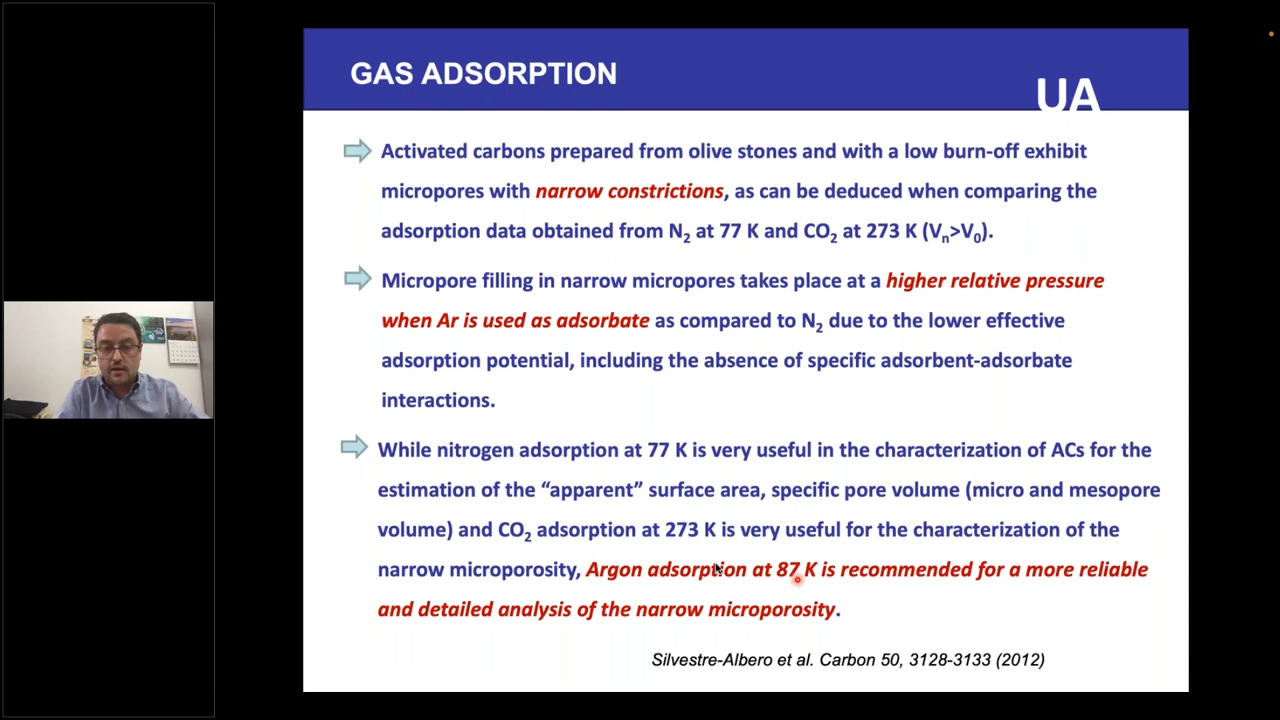 GAS ADSORPTION
UA
Activated carbons prepared from olive stones and with a low burn-off exhibit
micropores with narrow constrictions, as can be deduced when comparing the
adsorption data obtained from N₂ at 77 K and CO₂ at 273 K (Vₙ>V₀).
Micropore filling in narrow micropores takes place at a higher relative pressure
when Ar is used as adsorbate as compared to N₂ due to the lower effective
adsorption potential, including the absence of specific adsorbent-adsorbate
interactions.
While nitrogen adsorption at 77 K is very useful in the characterization of ACs for the
estimation of the “apparent” surface area, specific pore volume (micro and mesopore
volume) and CO₂ adsorption at 273 K is very useful for the characterization of the
narrow microporosity, Argon adsorption at 87 K is recommended for a more reliable
and detailed analysis of the narrow microporosity.
Silvestre-Albero et al. Carbon 50, 3128-3133 (2012)